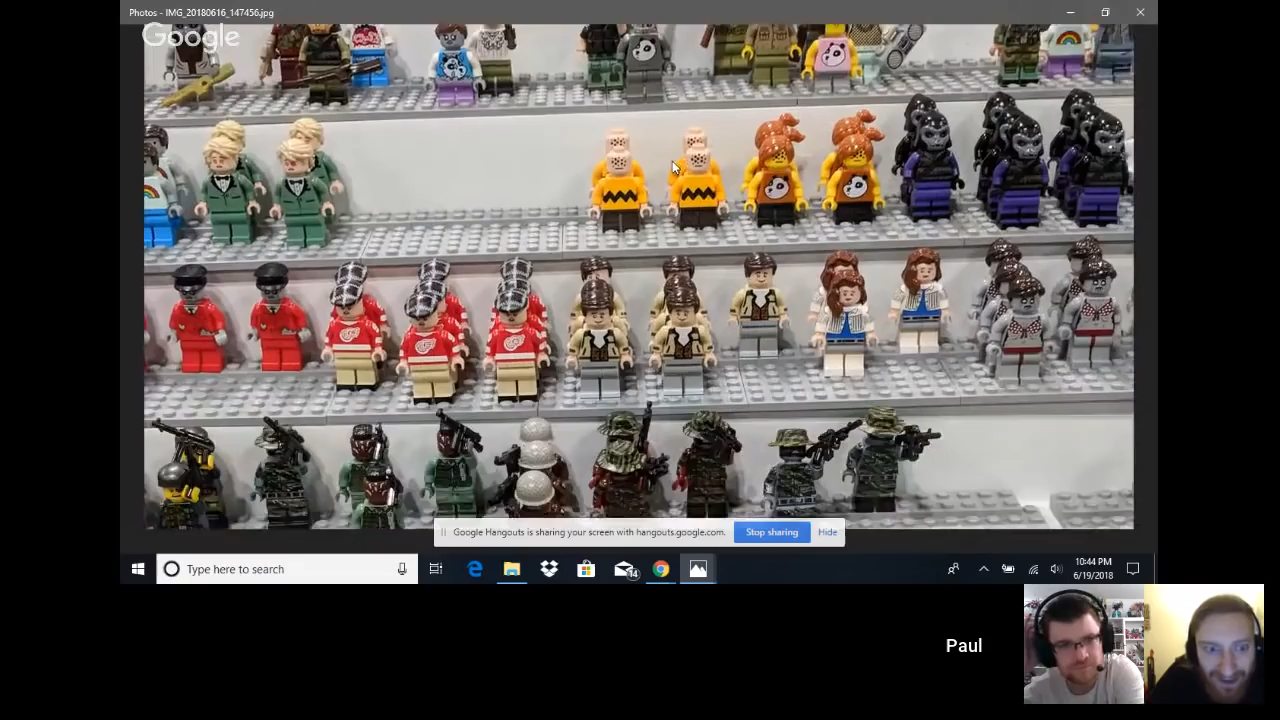 Photos - IMG_20180616_147456.jpg
Google
Google Hangouts is sharing your screen with hangouts.google.com.
Stop sharing
Hide
Type here to search
14
10:44 PM
6/19/2018
Paul